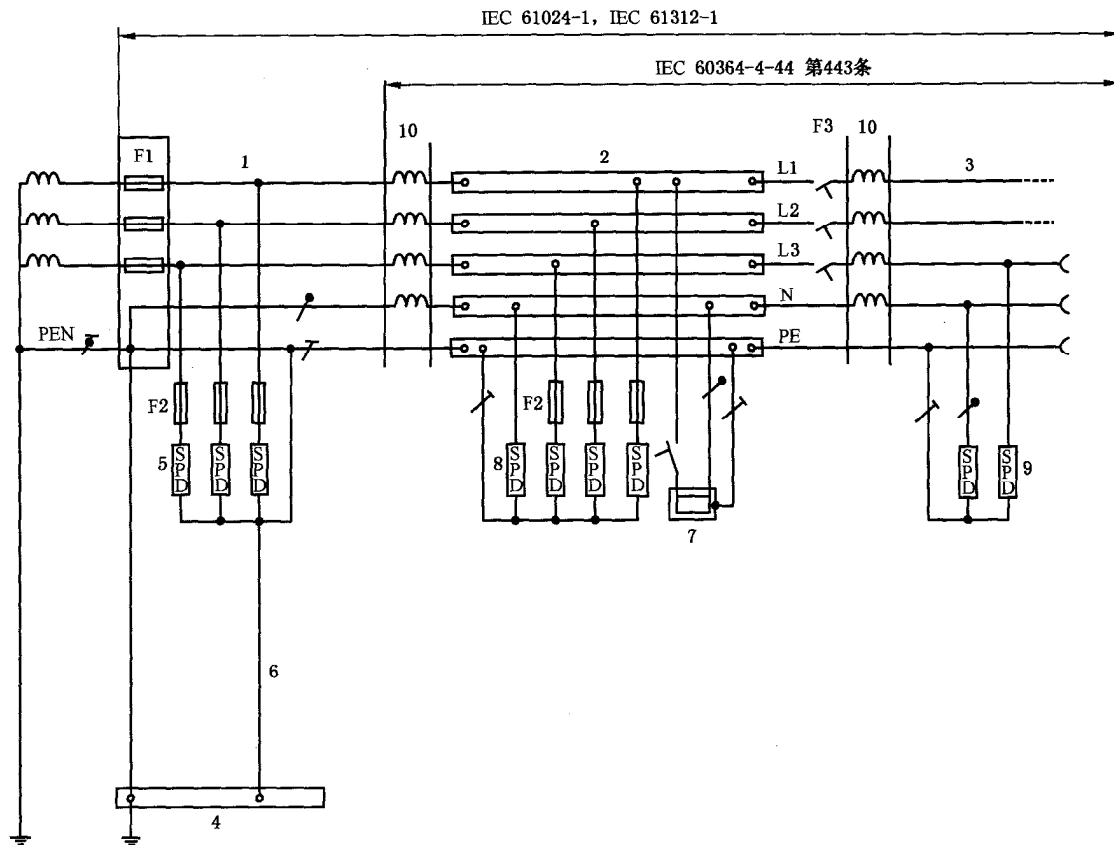 IEC 61024-1, IEC 61312-1
IEC 60364-4-44 第443条
F1
1
10
2
F3
10
3
L1
L2
L3
N
PEN
PE
F2
F2
5
SPD
SPD
SPD
8
SPD
SPD
SPD
SPD
7
SPD
SPD
9
6
4